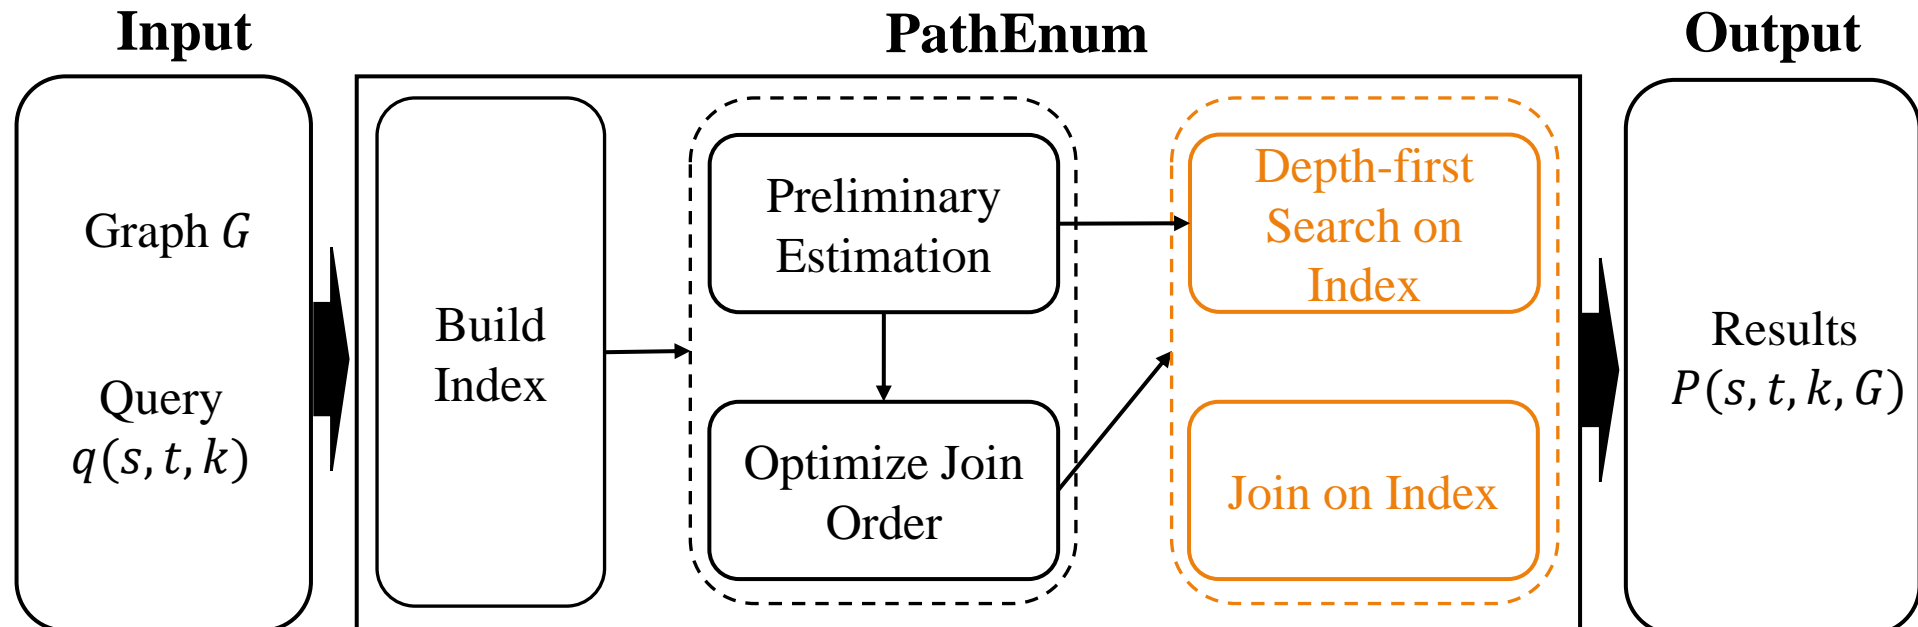 Input
PathEnum
Output
Graph G
Query
q(s, t, k)
Build
Index
Preliminary
Estimation
Optimize Join
Order
Depth-first
Search on
Index
Join on Index
Results
P(s, t, k, G)